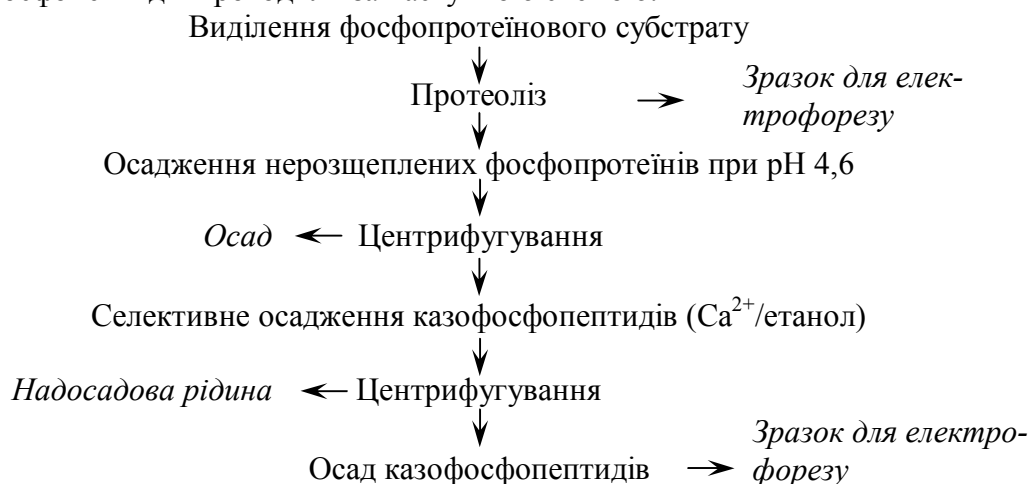 Виділення фосфопротеїнового субстрату
Протеоліз
Зразок для елек-
трофорезу
Осадження нерозщеплених фосфопротеїнів при рН 4,6
Осад
Центрифугування
Селективне осадження казофосфопептидів (Ca²⁺/етанол)
Надосадова рідина
Центрифугування
Осад казофосфопептидів
Зразок для електро-
форезу